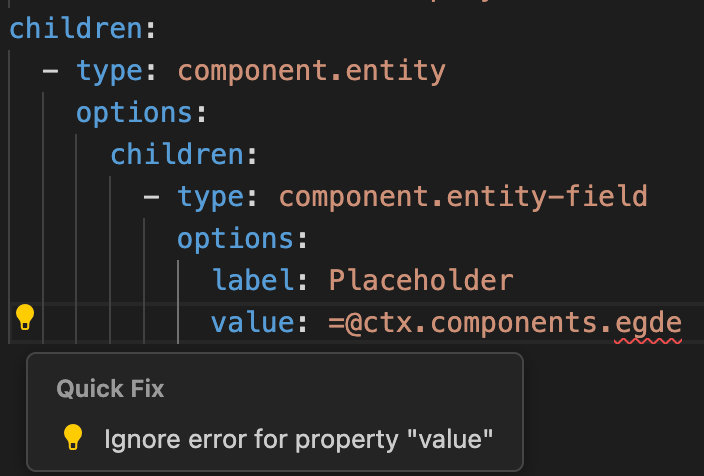 children:
- type: component.entity
options:
children:
- type: component.entity-field
options:
label: Placeholder
value: =@ctx.components.egde
Quick Fix
Ignore error for property "value"